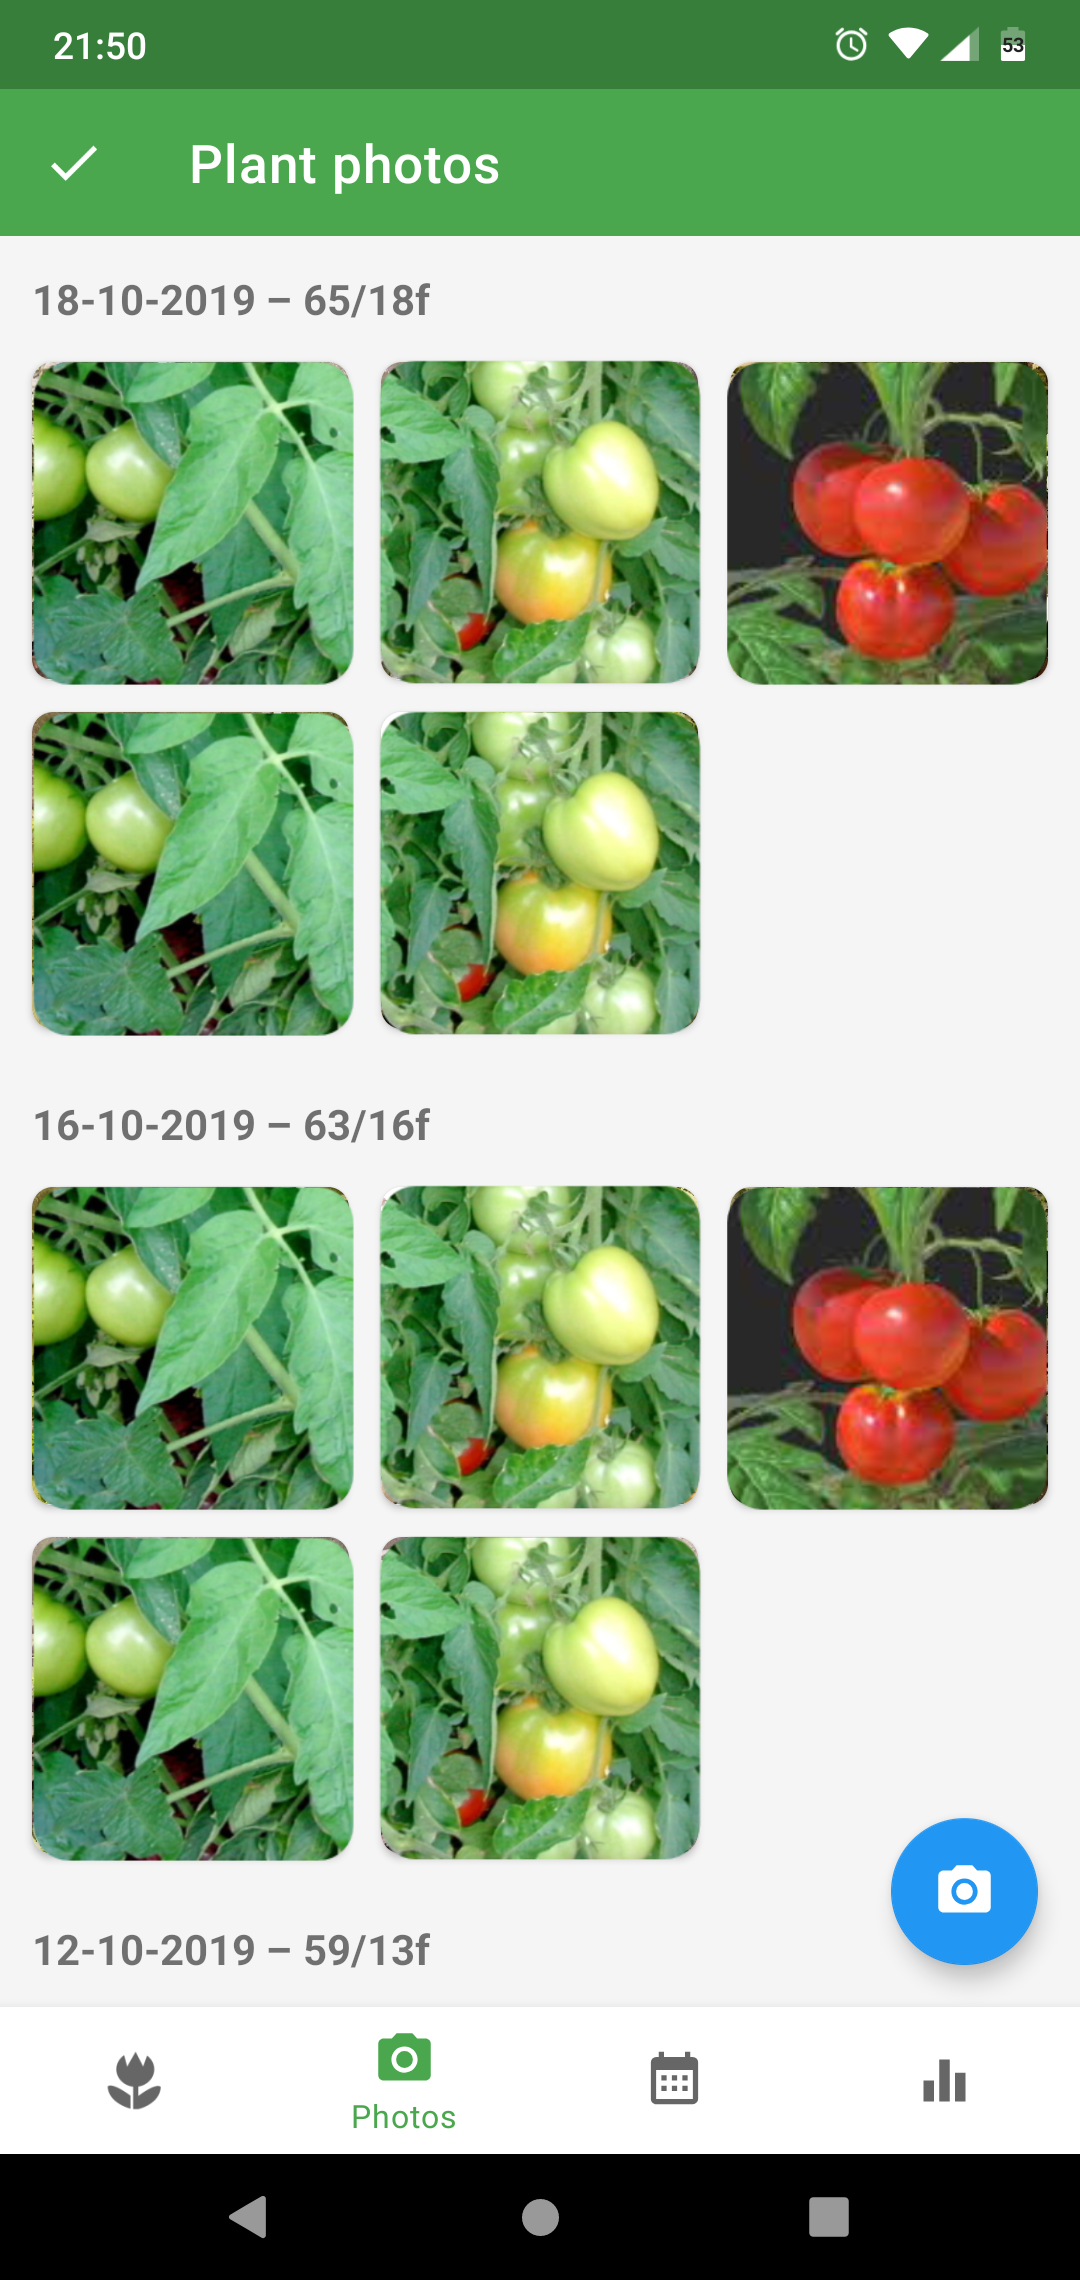 21:50
53
Plant photos
18-10-2019 – 65/18f
16-10-2019 – 63/16f
12-10-2019 – 59/13f
Photos